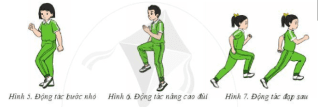 Hình 5. Động tác bước nhỏ
Hình 6. Động tác nâng cao đùi
Hình 7. Động tác đạp sau